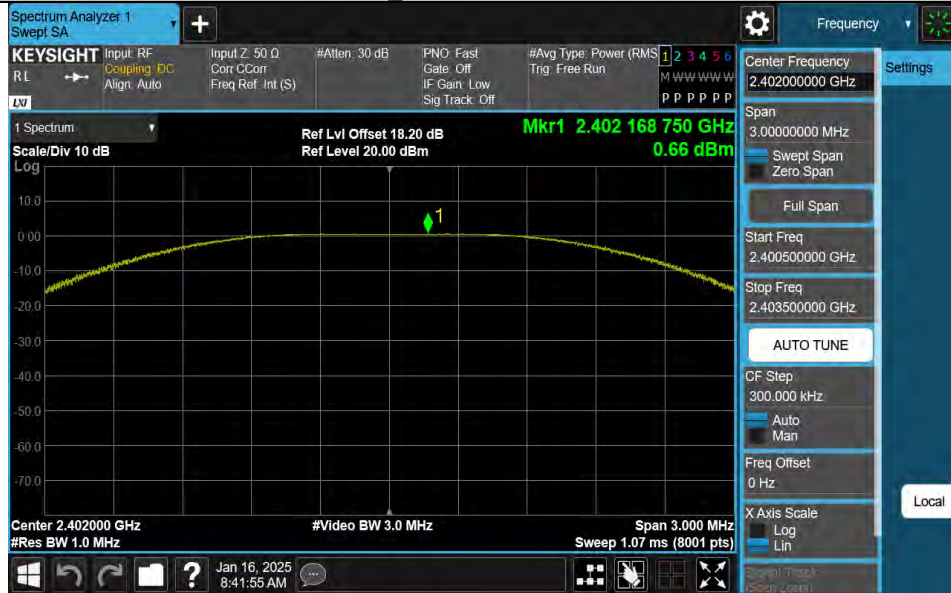 Spectrum Analyzer 1
Swept SA
+
Frequency
KEYSIGHT
RL
LXI
Input: RF
Coupling: DC
Align: Auto
Input Z: 50 Ω
Corr CCorr
Freq Ref: Int (S)
#Atten: 30 dB
PNO: Fast
Gate: Off
IF Gain: Low
Sig Track: Off
#Avg Type: Power (RMS
Trig: Free Run
1 2 3 4 5 6
M W W W W W
P P P P P P
1 Spectrum
Scale/Div 10 dB
Ref Lvl Offset 18.20 dB
Ref Level 20.00 dBm
Mkr1 2.402 168 750 GHz
0.66 dBm
Log
10.0
0.00
-10.0
-20.0
-30.0
-40.0
-50.0
-60.0
-70.0
1
Center 2.402000 GHz
#Res BW 1.0 MHz
#Video BW 3.0 MHz
Span 3.000 MHz
Sweep 1.07 ms (8001 pts)
?
Jan 16, 2025
8:41:55 AM
Center Frequency
2.402000000 GHz
Span
3.00000000 MHz
Swept Span
Zero Span
Full Span
Start Freq
2.400500000 GHz
Stop Freq
2.403500000 GHz
AUTO TUNE
CF Step
300.000 kHz
Auto
Man
Freq Offset
0 Hz
X Axis Scale
Log
Lin
Signal Track
(Span Zoom)
Settings
Local